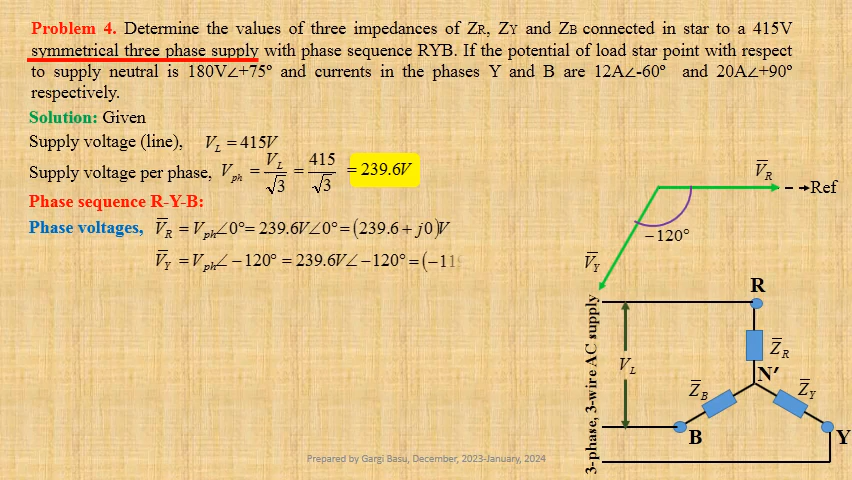 Problem 4. Determine the values of three impedances of ZR, ZY and ZB connected in star to a 415V
symmetrical three phase supply with phase sequence RYB. If the potential of load star point with respect
to supply neutral is 180V∠+75º and currents in the phases Y and B are 12A∠-60º and 20A∠+90º
respectively.
Solution: Given
Supply voltage (line), V_L = 415V
Supply voltage per phase, V_ph = V_L/√3 = 415/√3 = 239.6V
Phase sequence R-Y-B:
Phase voltages, V̅_R = V_ph∠0° = 239.6V∠0° = (239.6 + j0)V
V̅_Y = V_ph∠−120° = 239.6V∠−120° = (−119
V̅_R
Ref
−120°
V̅_Y
R
3-phase, 3-wire AC supply
V_L
Z̅_R
N′
Z̅_B
Z̅_Y
B
Y
Prepared by Gargi Basu, December, 2023-January, 2024